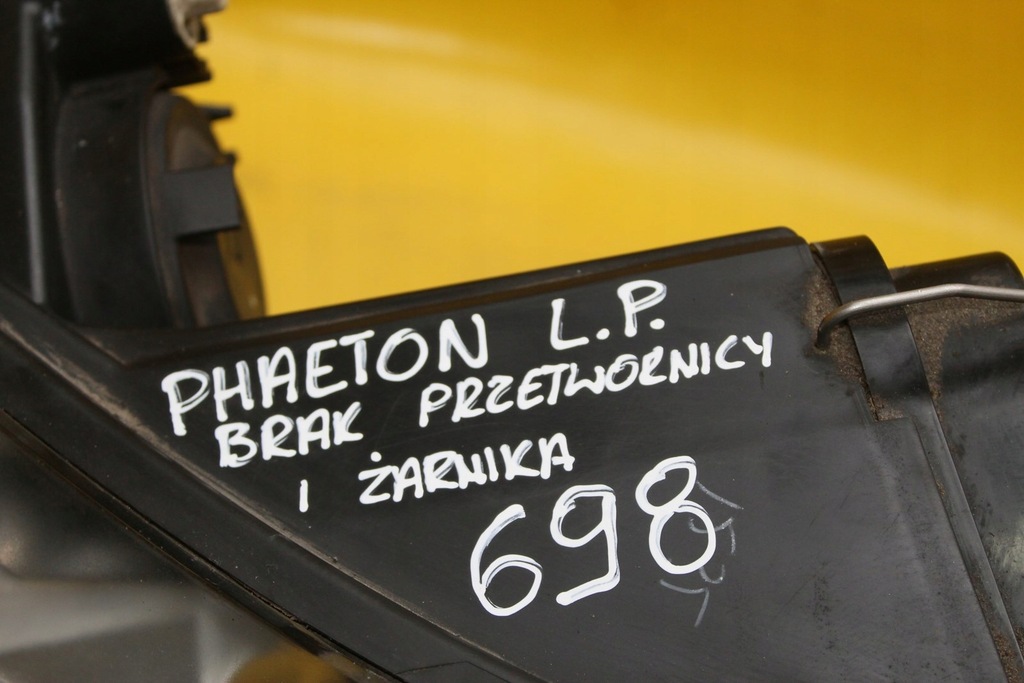 PHAETON L.P.
BRAK PRZETWORNICY
I ŻARNIKA
698